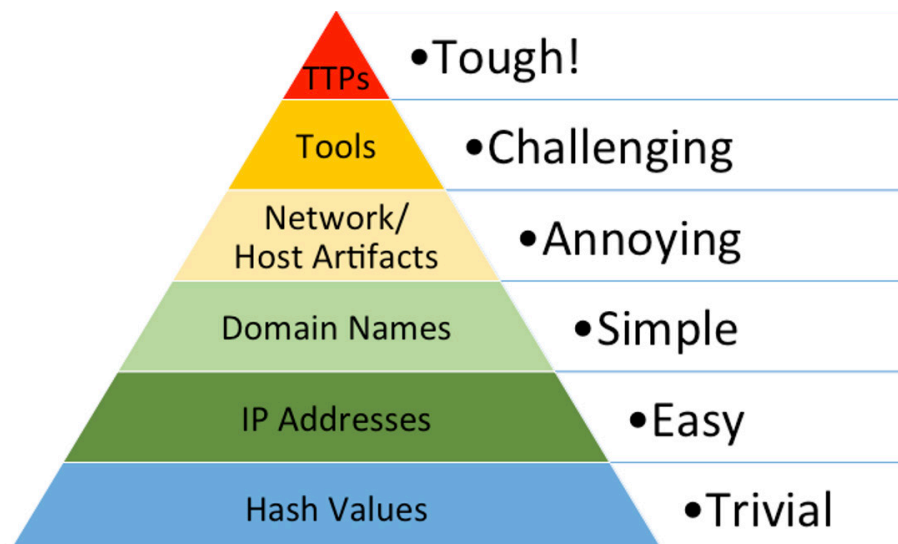 TTPs
•Tough!
Tools
•Challenging
Network/
Host Artifacts
•Annoying
Domain Names
•Simple
IP Addresses
•Easy
Hash Values
•Trivial